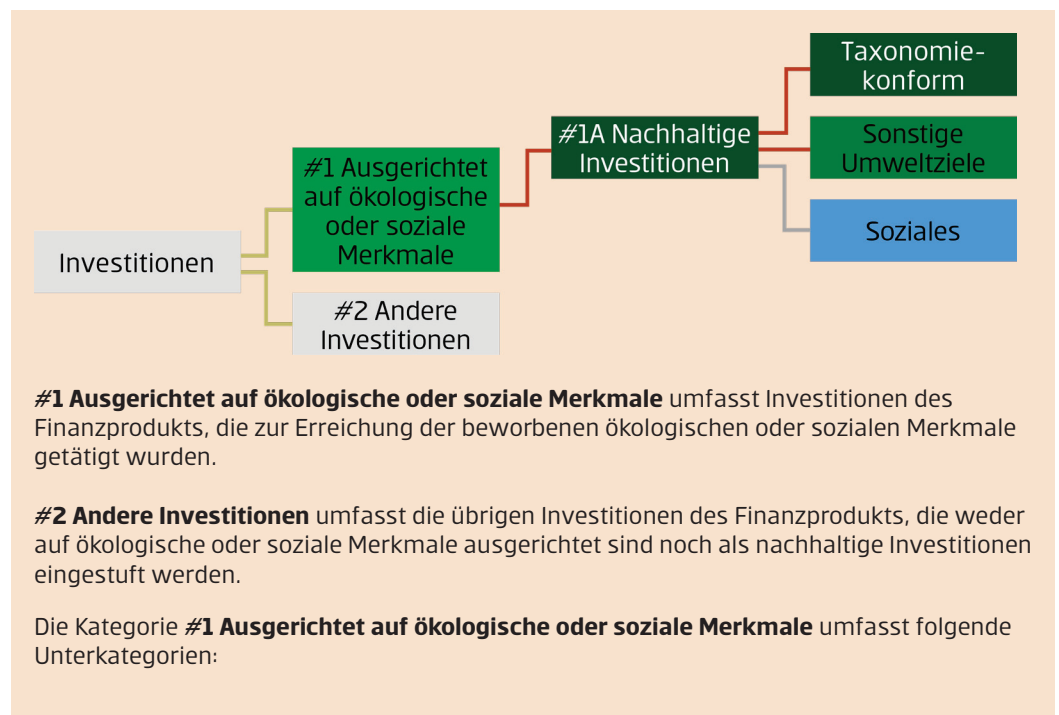 Taxonomie-
konform
#1A Nachhaltige
Investitionen
Sonstige
Umweltziele
#1 Ausgerichtet
auf ökologische
oder soziale
Merkmale
Soziales
Investitionen
#2 Andere
Investitionen
#1 Ausgerichtet auf ökologische oder soziale Merkmale umfasst Investitionen des
Finanzprodukts, die zur Erreichung der beworbenen ökologischen oder sozialen Merkmale
getätigt wurden.
#2 Andere Investitionen umfasst die übrigen Investitionen des Finanzprodukts, die weder
auf ökologische oder soziale Merkmale ausgerichtet sind noch als nachhaltige Investitionen
eingestuft werden.
Die Kategorie #1 Ausgerichtet auf ökologische oder soziale Merkmale umfasst folgende
Unterkategorien: